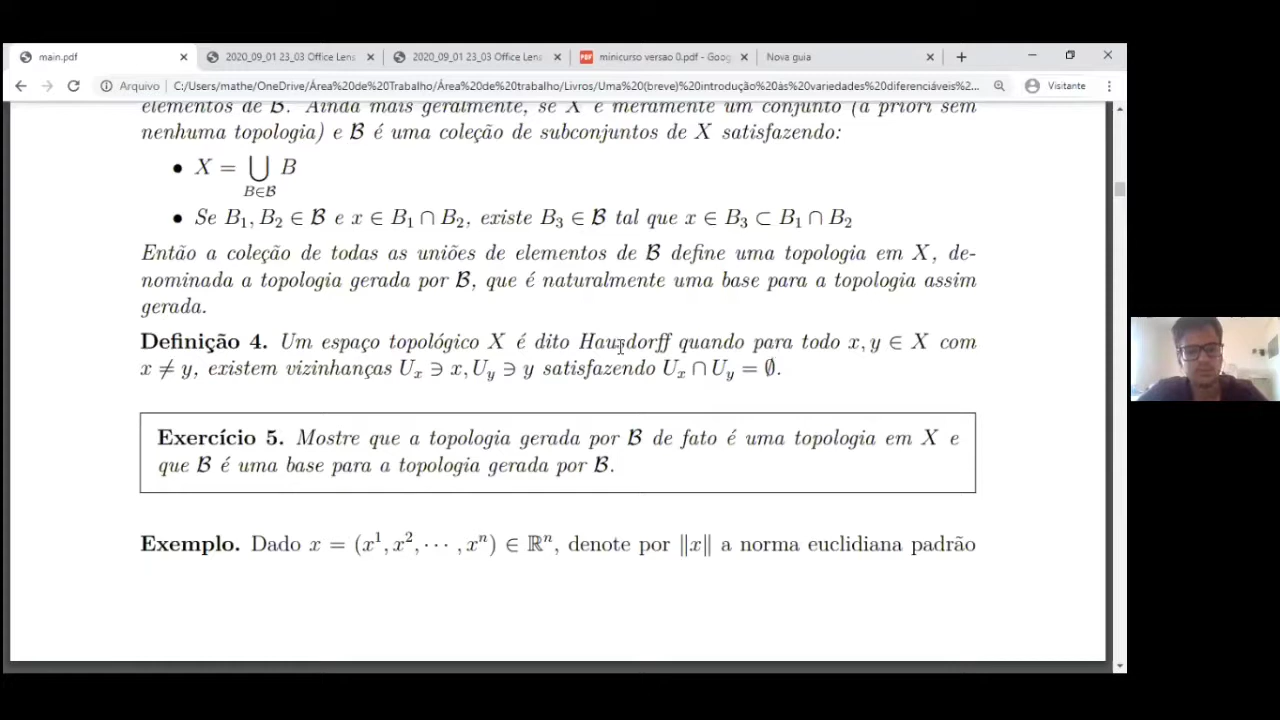 main.pdf
2020_09_01 23_03 Office Lens
2020_09_01 23_03 Office Lens
minicurso versao 0.pdf - Goog
Nova guia
Arquivo
C:/Users/mathe/OneDrive/Área%20de%20Trabalho/Área%20de%20trabalho/Livros/Uma%20(breve)%20introdução%20às%20variedades%20diferenciáveis%...
Visitante
elementos de ℬ. Ainda mais geralmente, se X é meramente um conjunto (a priori sem
nenhuma topologia) e ℬ é uma coleção de subconjuntos de X satisfazendo:
• X = ⋃ B
B∈ℬ
• Se B₁, B₂ ∈ ℬ e x ∈ B₁ ∩ B₂, existe B₃ ∈ ℬ tal que x ∈ B₃ ⊂ B₁ ∩ B₂
Então a coleção de todas as uniões de elementos de ℬ define uma topologia em X, de-
nominada a topologia gerada por ℬ, que é naturalmente uma base para a topologia assim
gerada.
Definição 4. Um espaço topológico X é dito Hausdorff quando para todo x, y ∈ X com
x ≠ y, existem vizinhanças Uₓ ∋ x, U_y ∋ y satisfazendo Uₓ ∩ U_y = ∅.
Exercício 5. Mostre que a topologia gerada por ℬ de fato é uma topologia em X e
que ℬ é uma base para a topologia gerada por ℬ.
Exemplo. Dado x = (x¹, x², ⋯ , xⁿ) ∈ ℝⁿ, denote por ‖x‖ a norma euclidiana padrão